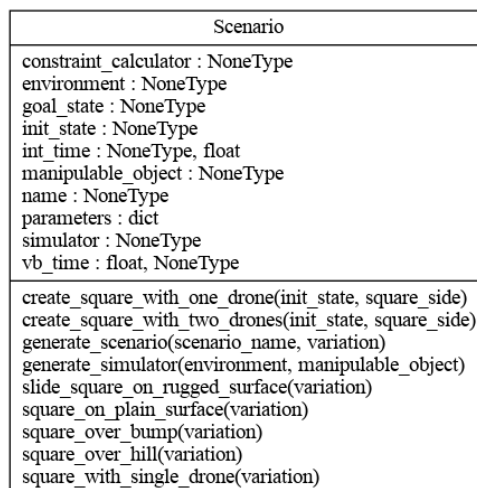 Scenario
constraint_calculator : NoneType
environment : NoneType
goal_state : NoneType
init_state : NoneType
int_time : NoneType, float
manipulable_object : NoneType
name : NoneType
parameters : dict
simulator : NoneType
vb_time : float, NoneType
create_square_with_one_drone(init_state, square_side)
create_square_with_two_drones(init_state, square_side)
generate_scenario(scenario_name, variation)
generate_simulator(environment, manipulable_object)
slide_square_on_rugged_surface(variation)
square_on_plain_surface(variation)
square_over_bump(variation)
square_over_hill(variation)
square_with_single_drone(variation)